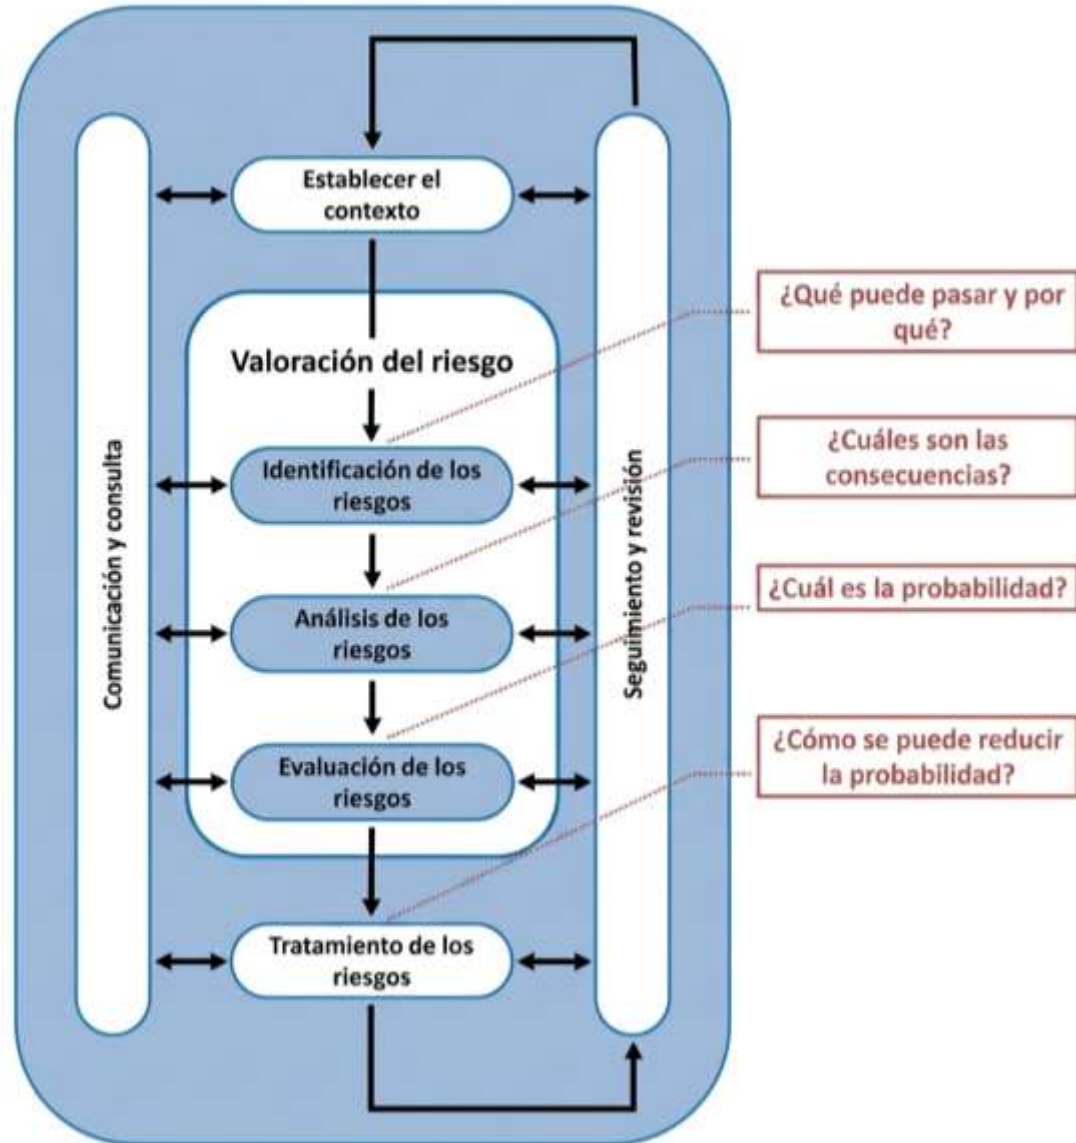 Establecer el
contexto
Valoración del riesgo
Identificación de los
riesgos
Análisis de los
riesgos
Evaluación de los
riesgos
Tratamiento de los
riesgos
Comunicación y consulta
Seguimiento y revisión
¿Qué puede pasar y por
qué?
¿Cuáles son las
consecuencias?
¿Cuál es la probabilidad?
¿Cómo se puede reducir
la probabilidad?